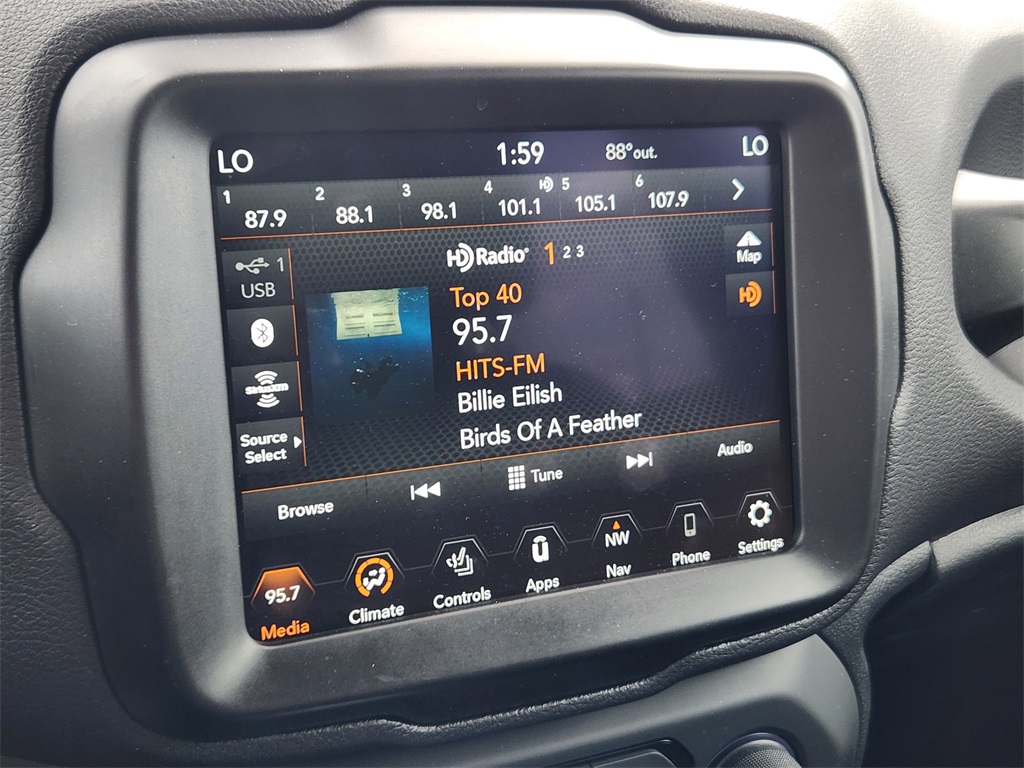 LO 1:59 88°out. LO
1 2 3 4 HD 5 6
87.9 88.1 98.1 101.1 105.1 107.9
HD Radio 1 2 3
Map
1
USB
HD
Top 40
95.7
HITS-FM
Billie Eilish
Birds Of A Feather
SiriusXM
Source
Select
Browse Tune Audio
95.7 NW
Media Climate Controls Apps Nav Phone Settings